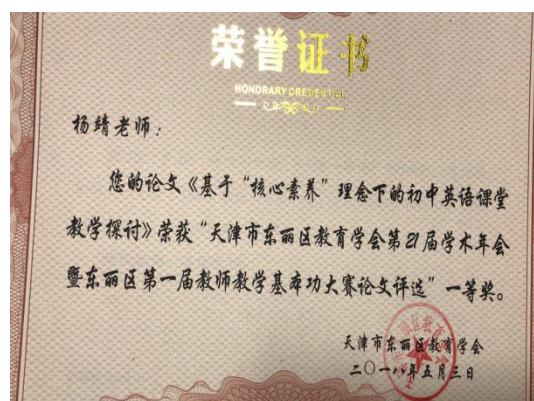 荣誉证书
HONORARY CREDENTIAL
杨靖老师：
您的论文《基于“核心素养”理念下的初中英语课堂
教学探讨》荣获“天津市东丽区教育学会第21届学术年会
暨东丽区第一届教师教学基本功大赛论文评选”一等奖。
天津市东丽区教育学会
二〇一八年五月三日